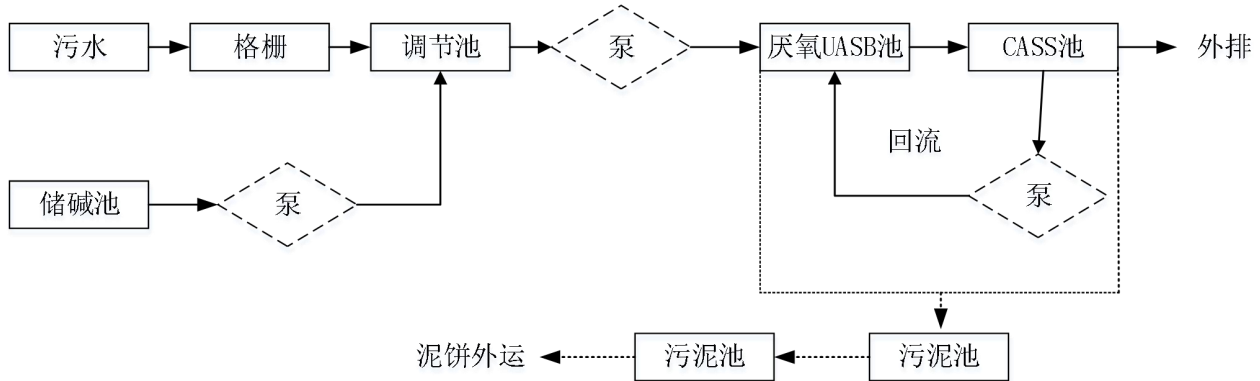 污水
格栅
调节池
泵
厌氧UASB池
CASS池
外排
回流
储碱池
泵
泵
泥饼外运
污泥池
污泥池